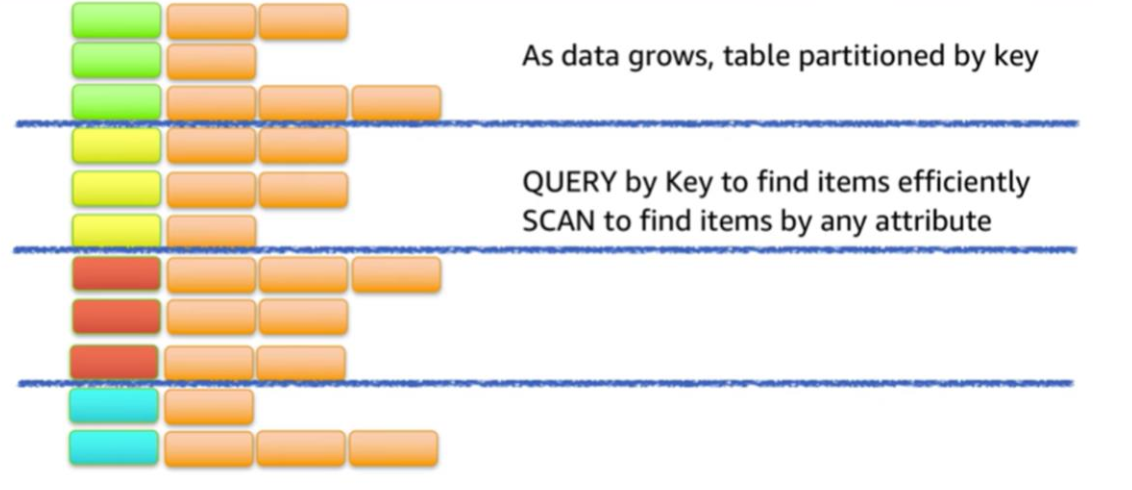 As data grows, table partitioned by key
QUERY by Key to find items efficiently
SCAN to find items by any attribute